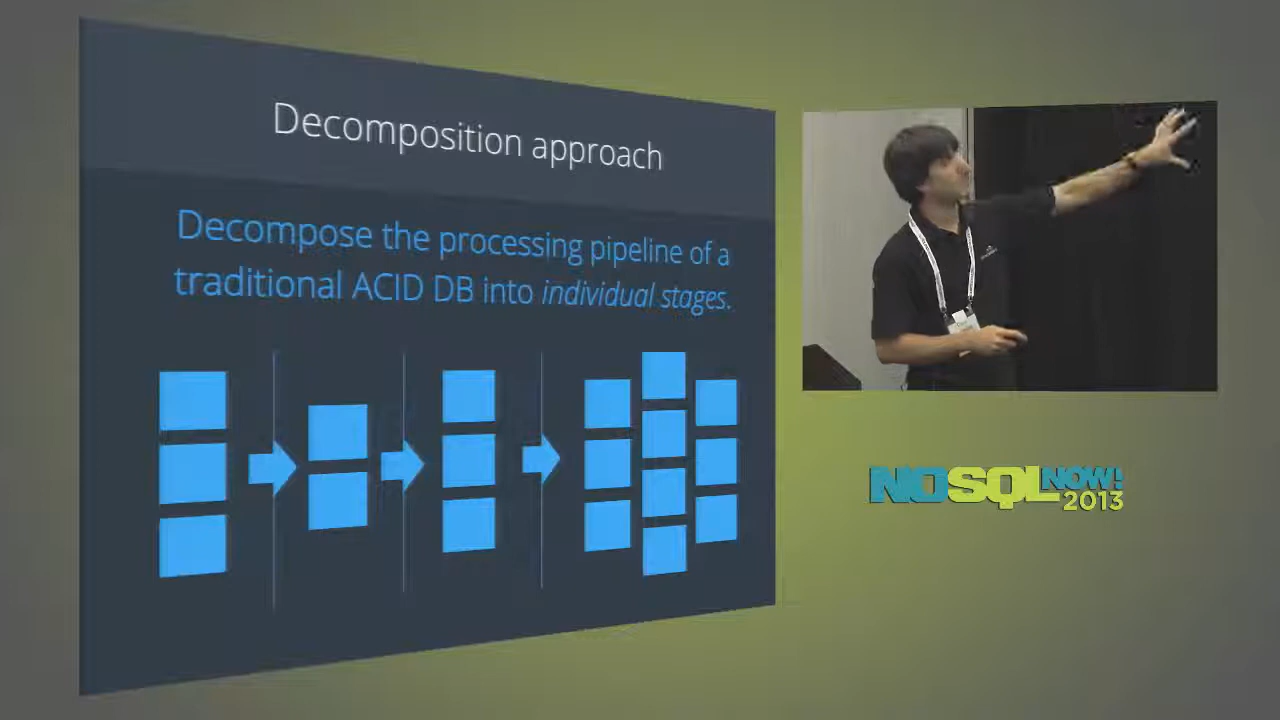 Decomposition approach
Decompose the processing pipeline of a
traditional ACID DB into individual stages.
NOSQL NOW!
2013